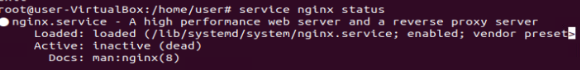 root@user-VirtualBox:/home/user# service nginx status
●nginx.service - A high performance web server and a reverse proxy server
Loaded: loaded (/lib/systemd/system/nginx.service; enabled; vendor preset>
Active: inactive (dead)
Docs: man:nginx(8)